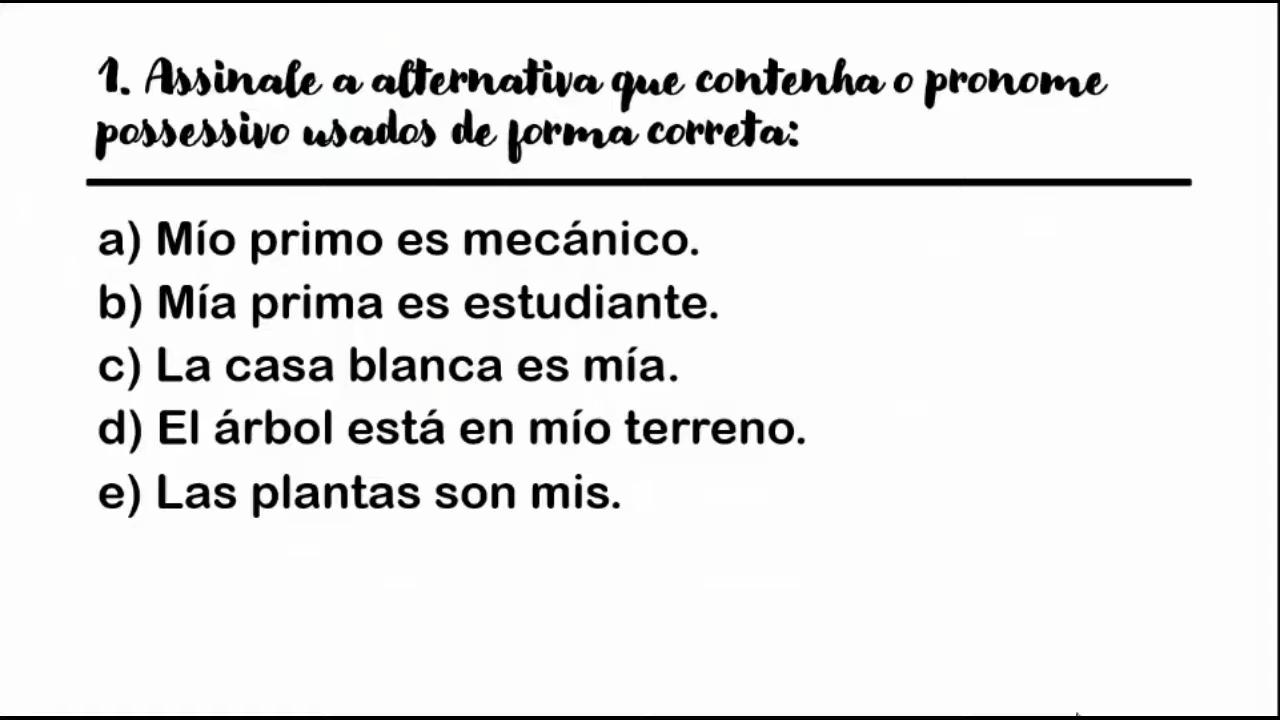 1. Assinale a alternativa que contenha o pronome
possessivo usados de forma correta:
a) Mío primo es mecánico.
b) Mía prima es estudiante.
c) La casa blanca es mía.
d) El árbol está en mío terreno.
e) Las plantas son mis.